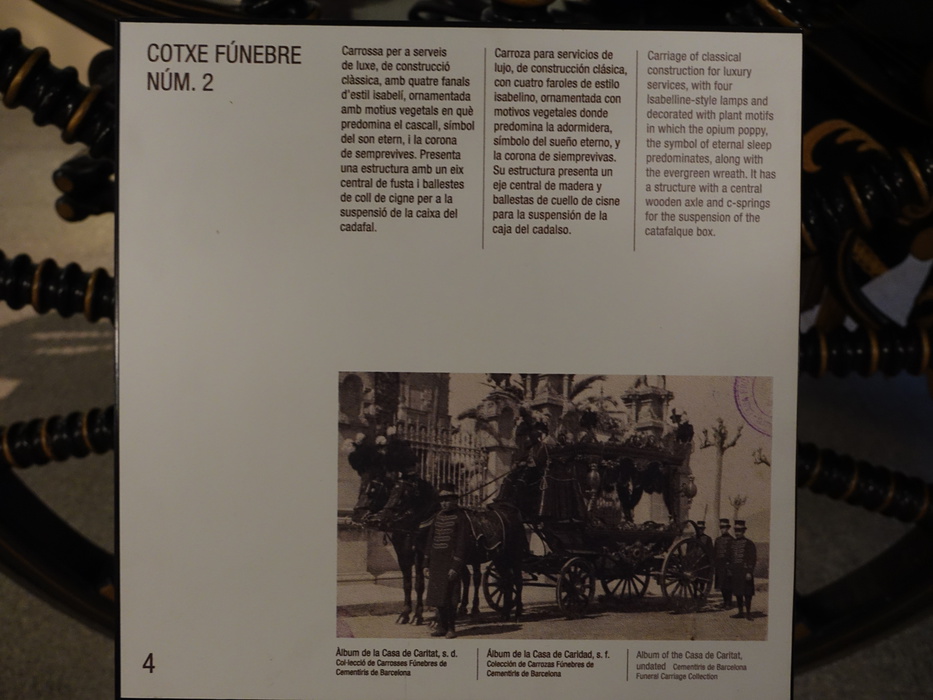 COTXE FÚNEBRE
NÚM. 2
Carrossa per a serveis
de luxe, de construcció
clàssica, amb quatre fanals
d'estil isabelí, ornamentada
amb motius vegetals en què
predomina el cascall, símbol
del son etern, i la corona
de semprevives. Presenta
una estructura amb un eix
central de fusta i ballestes
de coll de cigne per a la
suspensió de la caixa del
cadafal.
Carroza para servicios de
lujo, de construcción clásica,
con cuatro faroles de estilo
isabelino, ornamentada con
motivos vegetales donde
predomina la adormidera,
símbolo del sueño eterno, y
la corona de siemprevivas.
Su estructura presenta un
eje central de madera y
ballestas de cuello de cisne
para la suspensión de la
caja del cadalso.
Carriage of classical
construction for luxury
services, with four
Isabelline-style lamps and
decorated with plant motifs
in which the opium poppy,
the symbol of eternal sleep
predominates, along with
the evergreen wreath. It has
a structure with a central
wooden axle and c-springs
for the suspension of the
catafalque box.
4
Àlbum de la Casa de Caritat, s. d.
Col·lecció de Carrosses Fúnebres de
Cementiris de Barcelona
Álbum de la Casa de Caridad, s. f.
Colección de Carrozas Fúnebres de
Cementiris de Barcelona
Album of the Casa de Caritat,
undated Cementiris de Barcelona
Funeral Carriage Collection